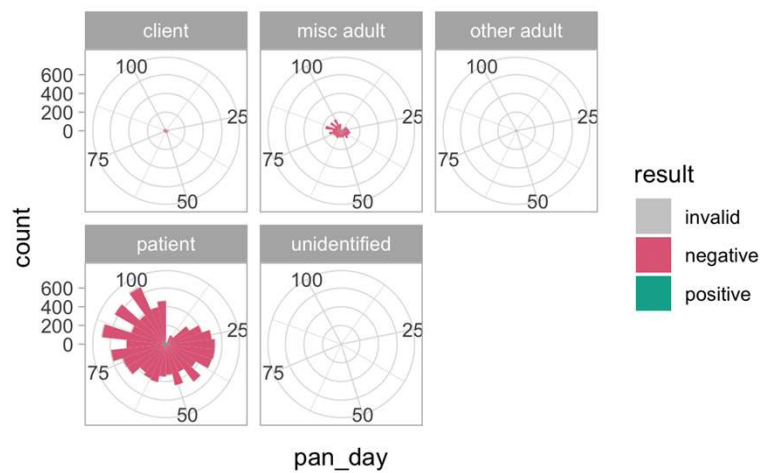 client
misc adult
other adult
600
400
200
0
100
25
75
50
100
25
75
50
100
25
75
50
patient
unidentified
600
400
200
0
100
25
75
50
100
25
75
50
count
pan_day
result
invalid
negative
positive